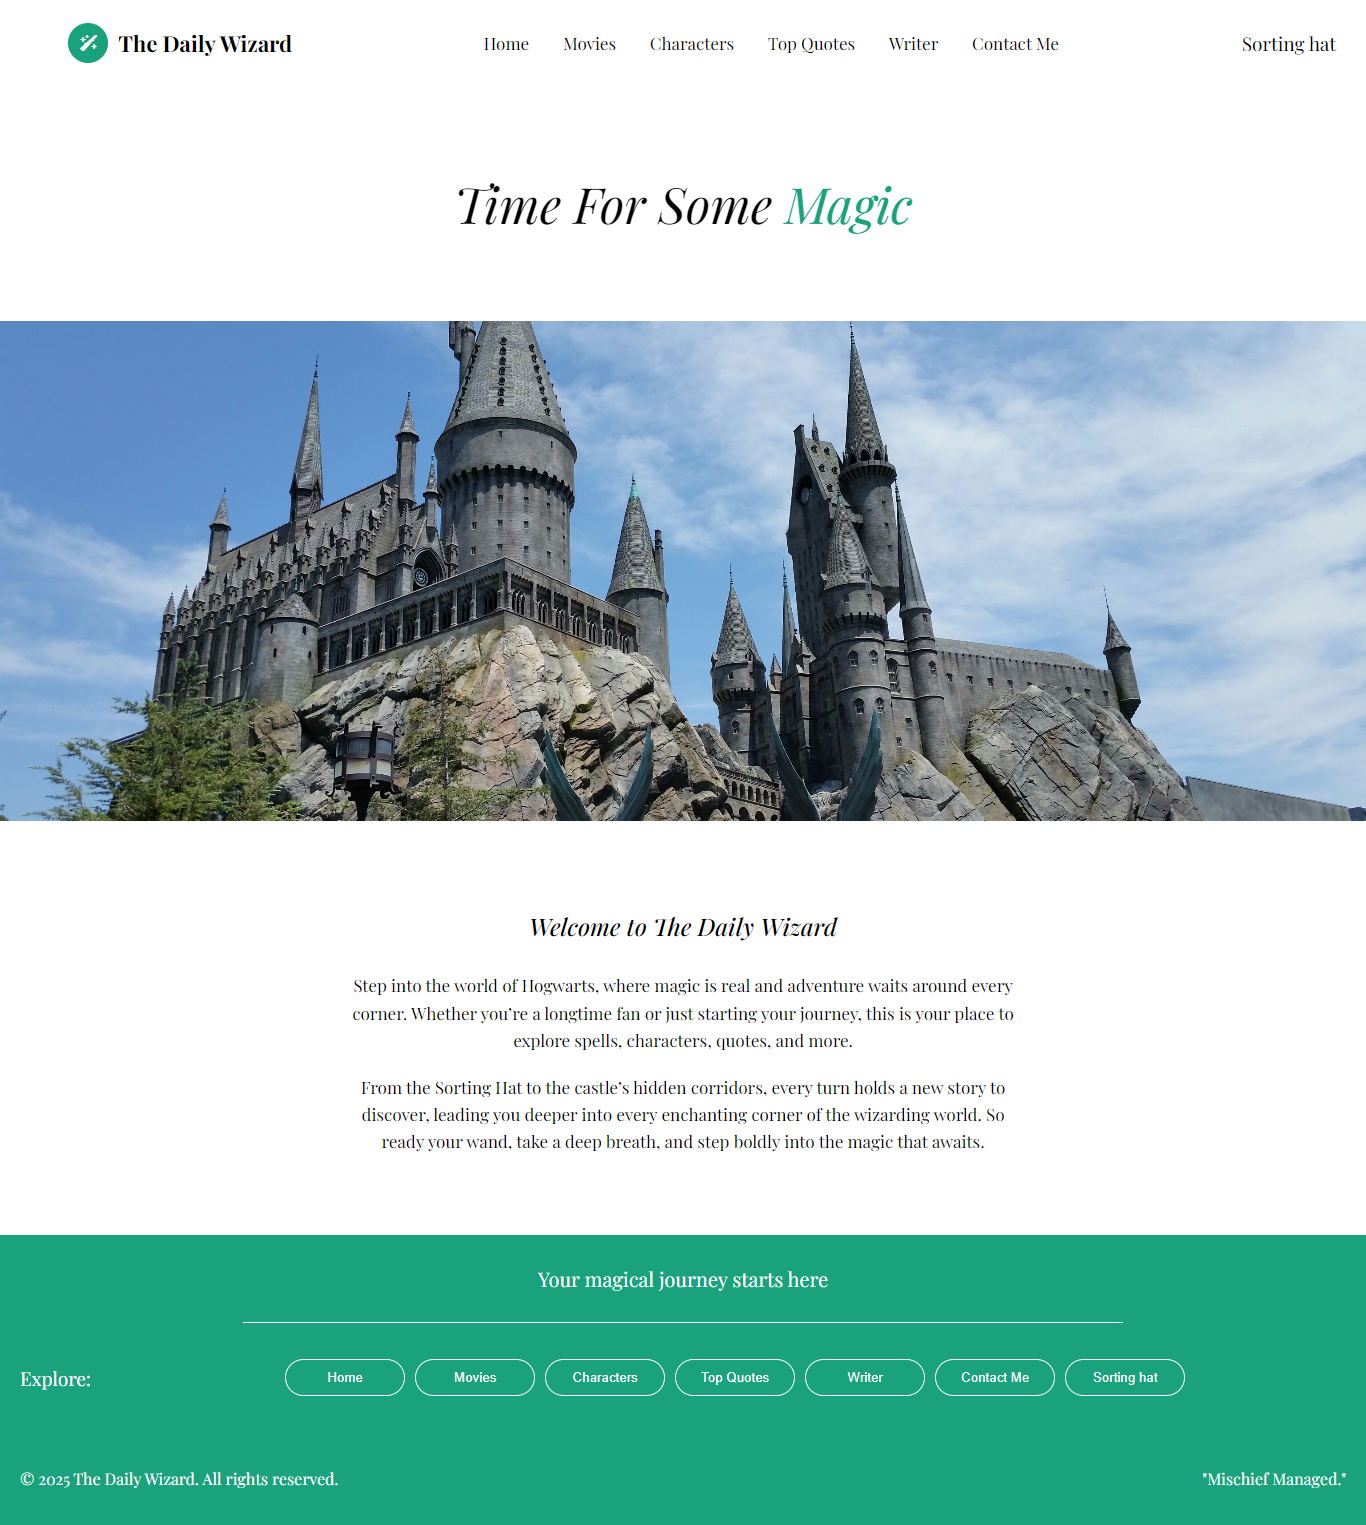 The Daily Wizard
Home Movies Characters Top Quotes Writer Contact Me
Sorting hat
Time For Some Magic
Welcome to The Daily Wizard
Step into the world of Hogwarts, where magic is real and adventure waits around every
corner. Whether you’re a longtime fan or just starting your journey, this is your place to
explore spells, characters, quotes, and more.
From the Sorting Hat to the castle’s hidden corridors, every turn holds a new story to
discover, leading you deeper into every enchanting corner of the wizarding world. So
ready your wand, take a deep breath, and step boldly into the magic that awaits.
Your magical journey starts here
Explore:
Home Movies Characters Top Quotes Writer Contact Me Sorting hat
© 2025 The Daily Wizard. All rights reserved.
"Mischief Managed."